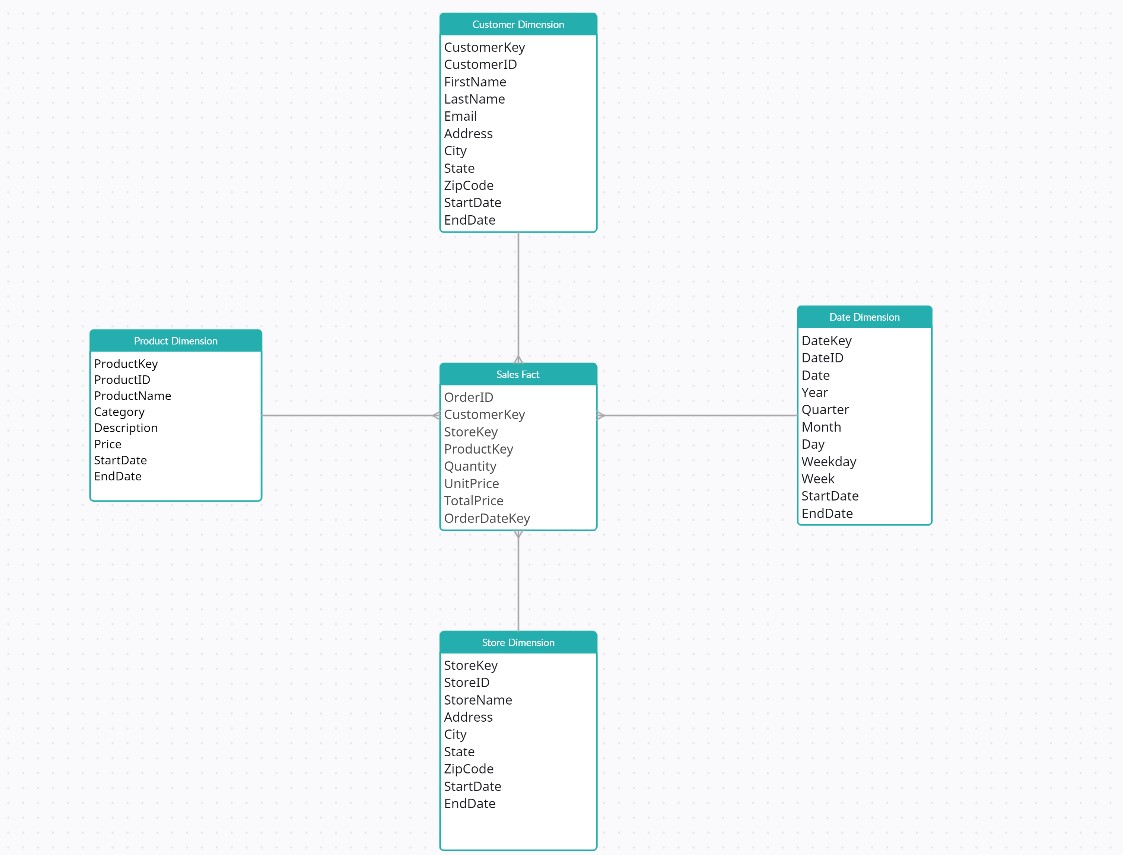 Customer Dimension
CustomerKey
CustomerID
FirstName
LastName
Email
Address
City
State
ZipCode
StartDate
EndDate
Product Dimension
ProductKey
ProductID
ProductName
Category
Description
Price
StartDate
EndDate
Sales Fact
OrderID
CustomerKey
StoreKey
ProductKey
Quantity
UnitPrice
TotalPrice
OrderDateKey
Date Dimension
DateKey
DateID
Date
Year
Quarter
Month
Day
Weekday
Week
StartDate
EndDate
Store Dimension
StoreKey
StoreID
StoreName
Address
City
State
ZipCode
StartDate
EndDate